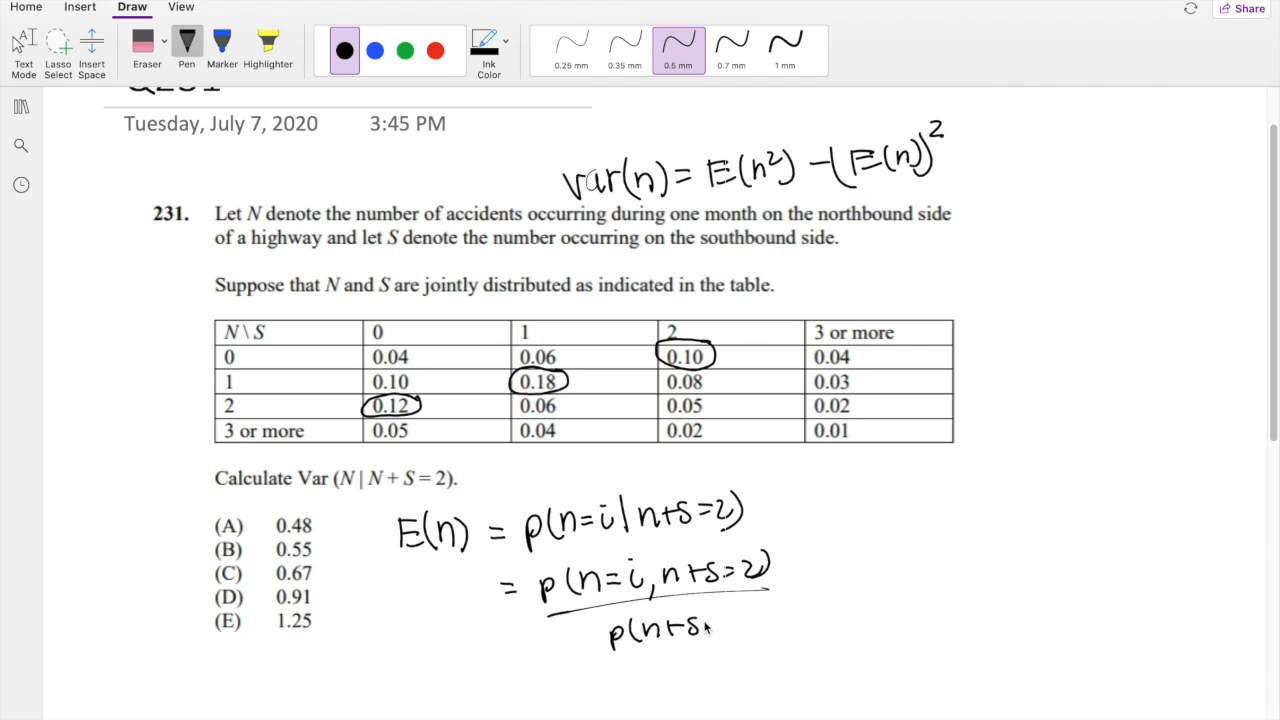 Home Insert Draw View
Share
Text Mode
Lasso Select
Insert Space
Eraser
Pen
Marker
Highlighter
Ink Color
0.25 mm
0.35 mm
0.5 mm
0.7 mm
1 mm
Tuesday, July 7, 2020 3:45 PM
var(n) = E(n²) - (E(n))²
231. Let N denote the number of accidents occurring during one month on the northbound side
of a highway and let S denote the number occurring on the southbound side.
Suppose that N and S are jointly distributed as indicated in the table.
N \ S 0 1 2 3 or more
0 0.04 0.06 0.10 0.04
1 0.10 0.18 0.08 0.03
2 0.12 0.06 0.05 0.02
3 or more 0.05 0.04 0.02 0.01
Calculate Var (N | N + S = 2).
(A) 0.48
(B) 0.55
(C) 0.67
(D) 0.91
(E) 1.25
E(n) = p(n=i | n+s=2)
= p(n=i, n+s=2)
p(n+s